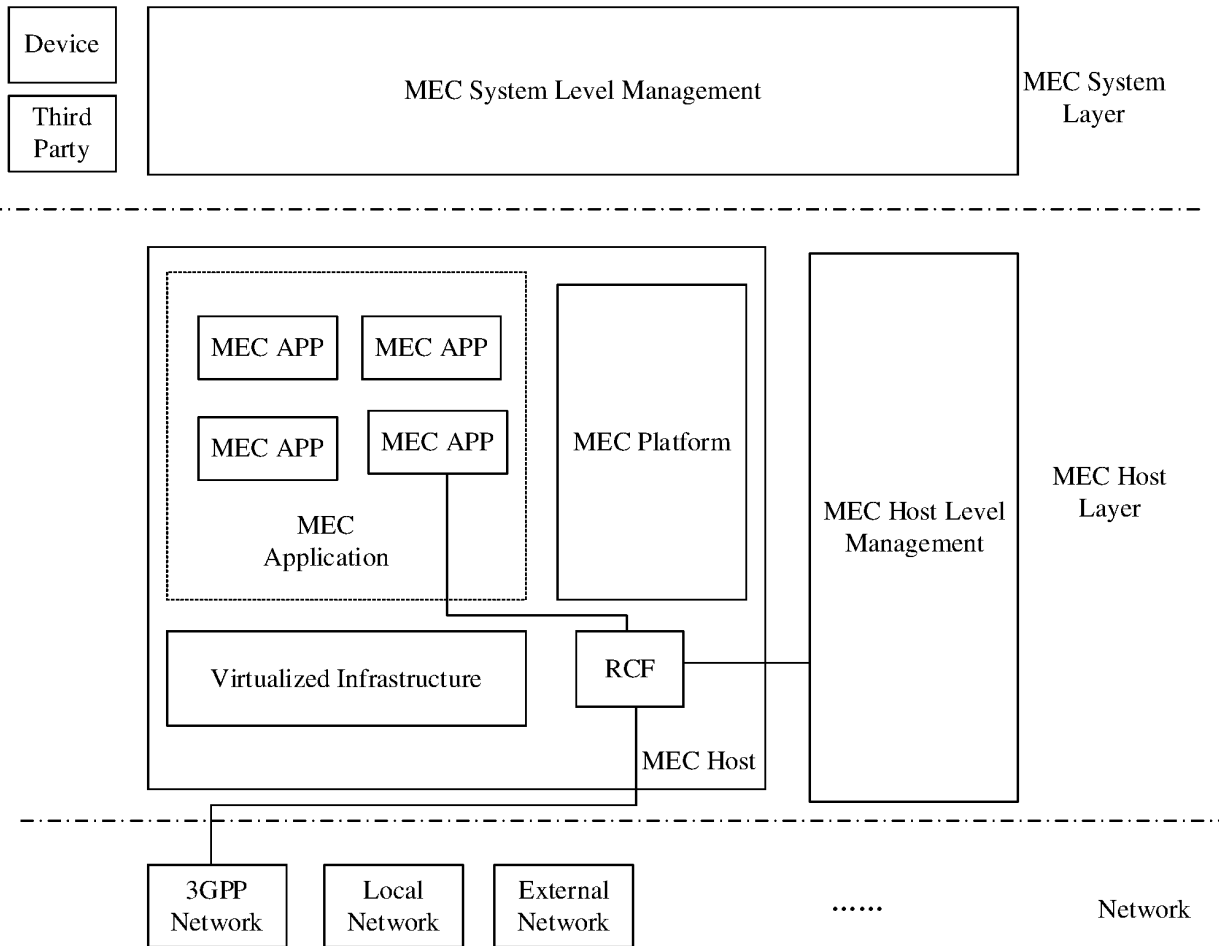 Device
Third
Party
MEC System Level Management
MEC System
Layer
MEC APP
MEC APP
MEC APP
MEC APP
MEC
Application
MEC Platform
MEC Host Level
Management
MEC Host
Layer
Virtualized Infrastructure
RCF
MEC Host
3GPP
Network
Local
Network
External
Network
......
Network